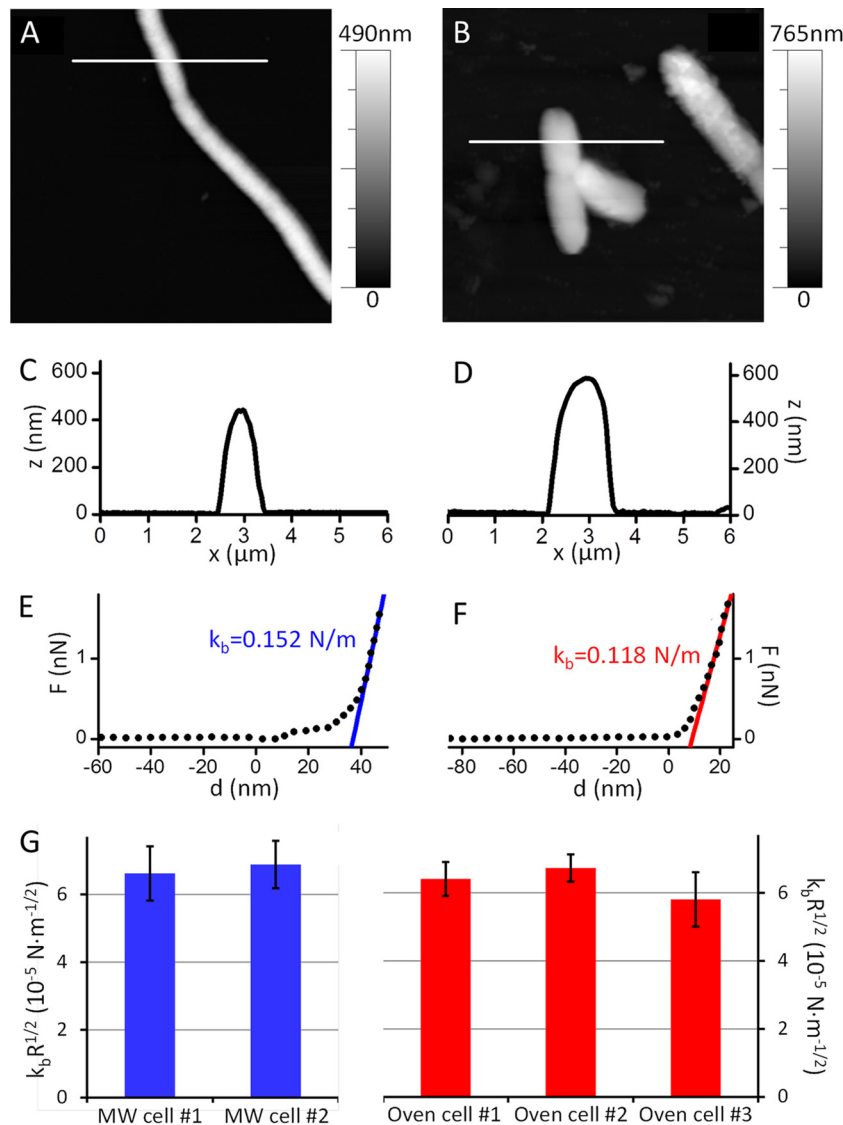 A
490nm
0
B
765nm
0
C
600
400
200
0
z (nm)
0 1 2 3 4 5 6
x (µm)
D
600
400
200
0
z (nm)
0 1 2 3 4 5 6
x (µm)
E
k_b=0.152 N/m
F (nN)
1
0
-60 -40 -20 0 20 40
d (nm)
F
k_b=0.118 N/m
F (nN)
1
0
-80 -60 -40 -20 0 20
d (nm)
G
k_bR^1/2 (10^-5 N·m^-1/2)
6
4
2
0
MW cell #1 MW cell #2
k_bR^1/2 (10^-5 N·m^-1/2)
6
4
2
0
Oven cell #1 Oven cell #2 Oven cell #3